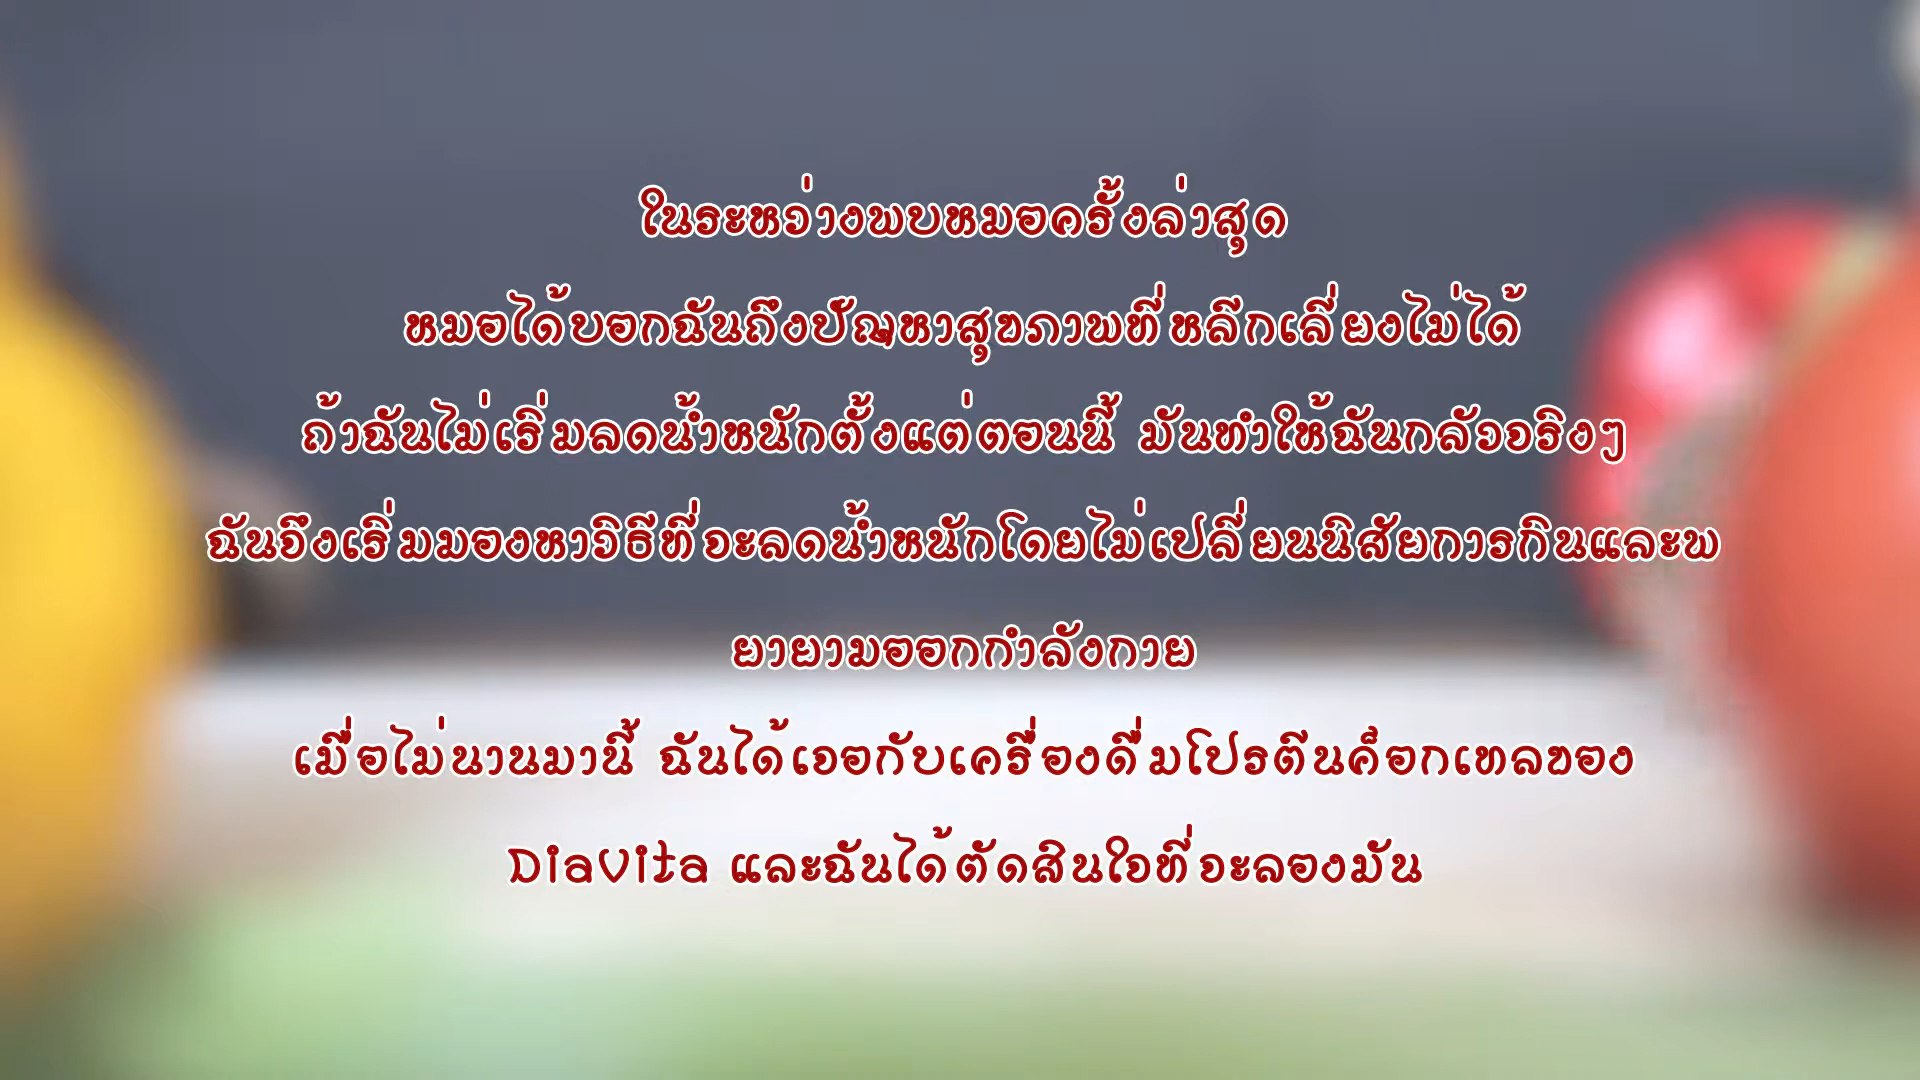 ในระหว่างพบหมอครั้งล่าสุด
หมอได้บอกฉันถึงปัญหาสุขภาพที่หลีกเลี่ยงไม่ได้
ถ้าฉันไม่เริ่มลดน้ำหนักตั้งแต่ตอนนี้ มันทำให้ฉันกลัวจริงๆ
ฉันจึงเริ่มมองหาวิธีที่จะลดน้ำหนักโดยไม่เปลี่ยนนิสัยการกินและพ
ยายามออกกำลังกาย
เมื่อไม่นานมานี้ ฉันได้เจอกับเครื่องดื่มโปรตีนค็อกเทลของ
DiaVita และฉันได้ตัดสินใจที่จะลองมัน